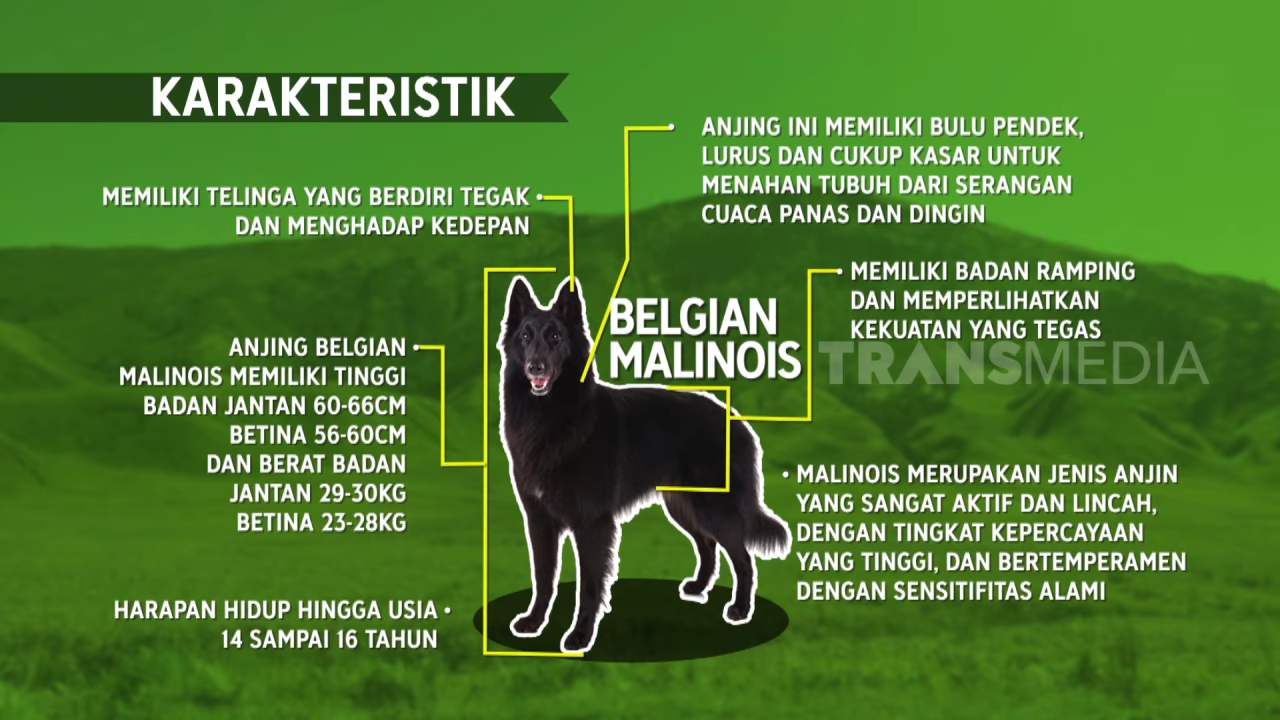 KARAKTERISTIK
MEMILIKI TELINGA YANG BERDIRI TEGAK
DAN MENGHADAP KEDEPAN
ANJING INI MEMILIKI BULU PENDEK,
LURUS DAN CUKUP KASAR UNTUK
MENAHAN TUBUH DARI SERANGAN
CUACA PANAS DAN DINGIN
MEMILIKI BADAN RAMPING
DAN MEMPERLIHATKAN
KEKUATAN YANG TEGAS
BELGIAN
MALINOIS
TRANSMEDIA
ANJING BELGIAN
MALINOIS MEMILIKI TINGGI
BADAN JANTAN 60-66CM
BETINA 56-60CM
DAN BERAT BADAN
JANTAN 29-30KG
BETINA 23-28KG
MALINOIS MERUPAKAN JENIS ANJIN
YANG SANGAT AKTIF DAN LINCAH,
DENGAN TINGKAT KEPERCAYAAN
YANG TINGGI, DAN BERTEMPERAMEN
DENGAN SENSITIFITAS ALAMI
HARAPAN HIDUP HINGGA USIA
14 SAMPAI 16 TAHUN